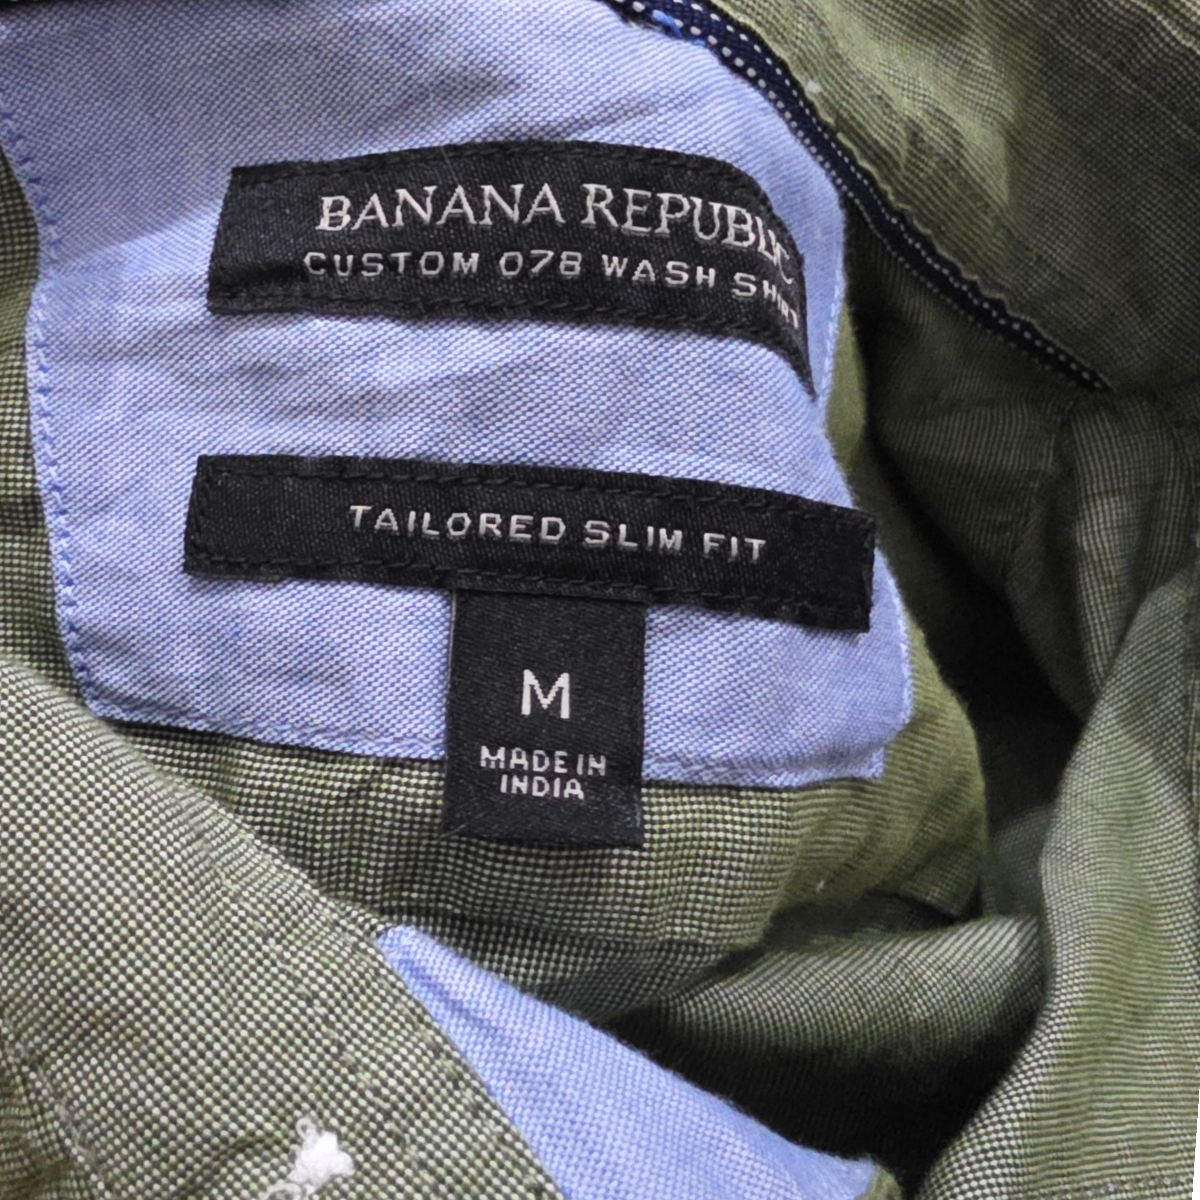 BANANA REPUBLIC
CUSTOM 078 WASH SHIRT
TAILORED SLIM FIT
M
MADE IN
INDIA